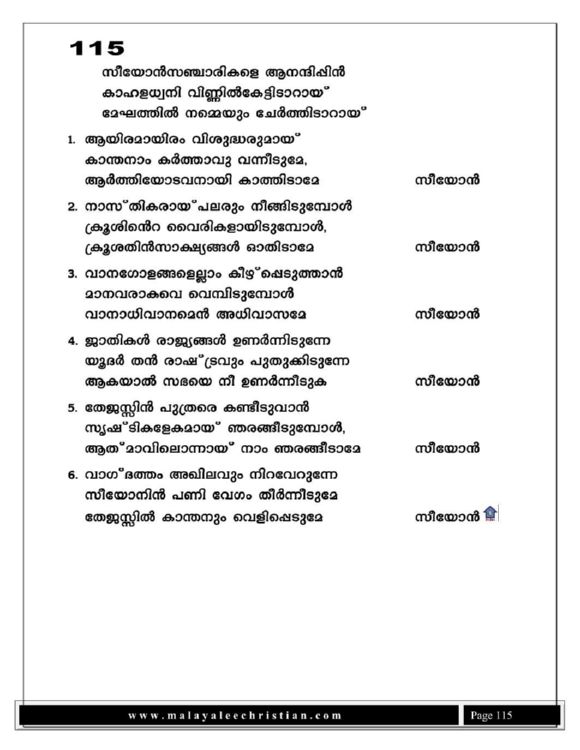 115
സീയോൻസഞ്ചാരികളെ ആനന്ദിപ്പിൻ
കാഹളധ്വനി വിണ്ണിൽകേട്ടിടാറായ്
മേഘത്തിൽ നമ്മെയും ചേർത്തിടാറായ്
1. ആയിരമായിരം വിശുദ്ധരുമായ്
കാന്തനാം കർത്താവു വന്നീടുമേ,
ആർത്തിയോടവനായി കാത്തിടാമേ സീയോൻ
2. നാസ്തികരായ്പലരും നീങ്ങിടുമ്പോൾ
ക്രൂശിൻെറ വൈരികളായിടുമ്പോൾ,
ക്രൂശതിൻസാക്ഷ്യങ്ങൾ ഓതിടാമേ സീയോൻ
3. വാനഗോളങ്ങളെല്ലാം കീഴ്പ്പെടുത്താൻ
മാനവരാകവെ വെമ്പിടുമ്പോൾ
വാനാധിവാനമെൻ അധിവാസമേ സീയോൻ
4. ജാതികൾ രാജ്യങ്ങൾ ഉണർന്നിടുന്നേ
യൂദർ തൻ രാഷ്ട്രവും പുതുക്കിടുന്നേ
ആകയാൽ സഭയെ നീ ഉണർന്നീടുക സീയോൻ
5. തേജസ്സിൻ പുത്രരെ കണ്ടീടുവാൻ
സൃഷ്ടികളേകമായ് ഞരങ്ങീടുമ്പോൾ,
ആത്മാവിലൊന്നായ് നാം ഞരങ്ങീടാമേ സീയോൻ
6. വാഗ്ദത്തം അഖിലവും നിറവേറുന്നേ
സീയോനിൻ പണി വേഗം തീർന്നീടുമേ
തേജസ്സിൽ കാന്തനും വെളിപ്പെടുമേ സീയോൻ
www.malayaleechristian.com Page 115